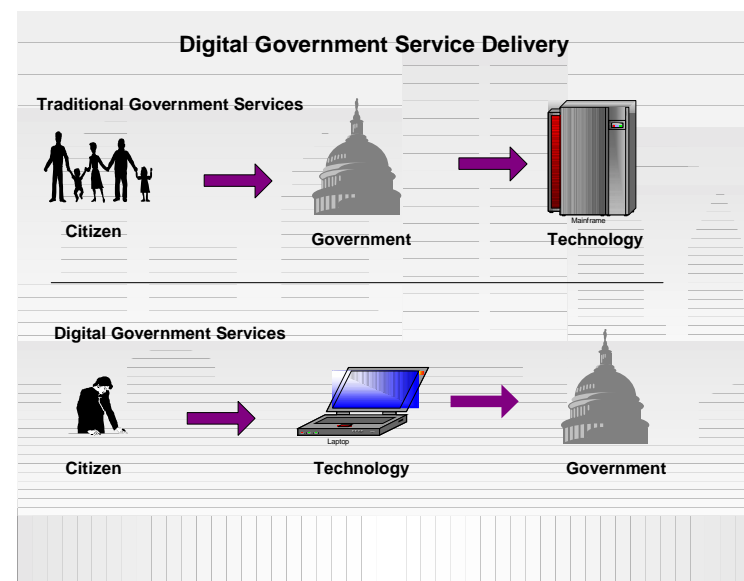 Digital Government Service Delivery
Traditional Government Services
Mainframe
Citizen
Government
Technology
Digital Government Services
Laptop
Citizen
Technology
Government